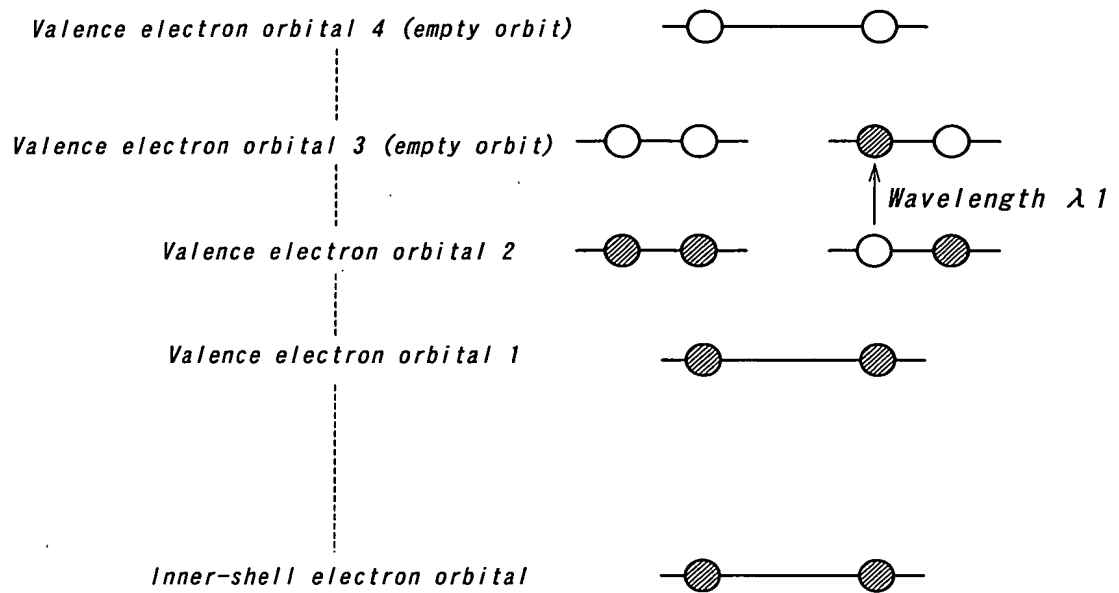 Valence electron orbital 4 (empty orbit)
Valence electron orbital 3 (empty orbit)
Wavelength λ1
Valence electron orbital 2
Valence electron orbital 1
Inner-shell electron orbital